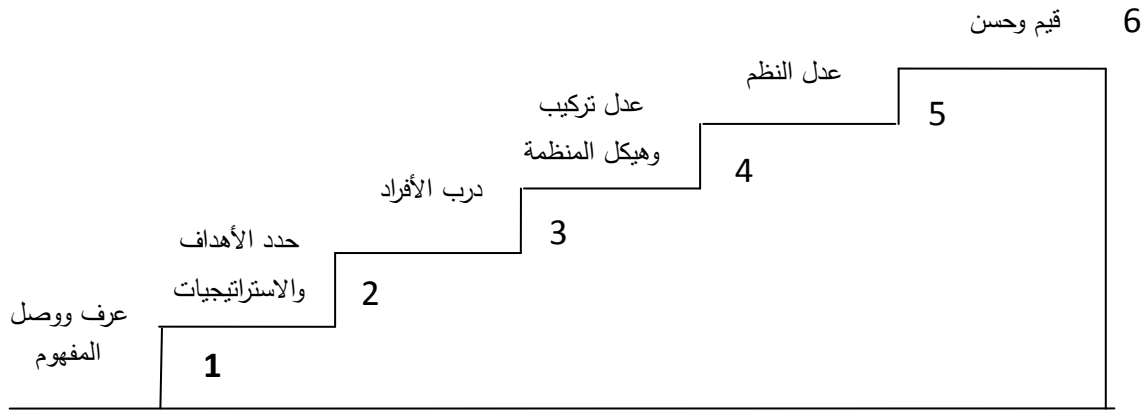 عرف ووصل
المفهوم
1
حدد الأهداف
والاستراتيجيات
2
درب الأفراد
3
عدل تركيب
وهيكل المنظمة
4
عدل النظم
5
قيم وحسن
6